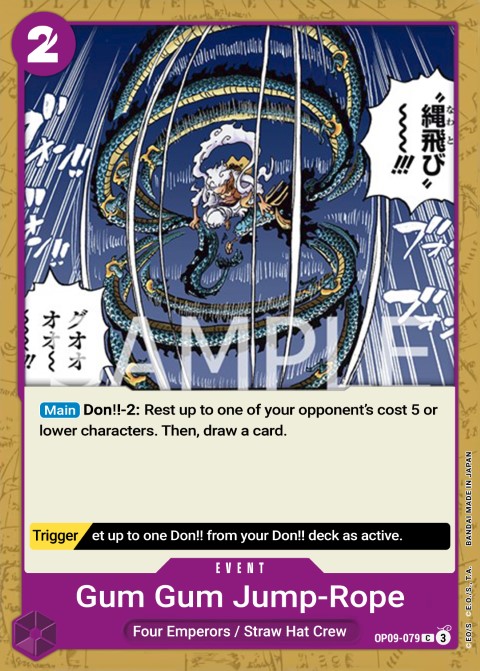 2
“縄飛び”
なわと
〜〜〜!!!
グオオ
オオ〜
〜〜!!
SAMPLE
Main Don!!-2: Rest up to one of your opponent's cost 5 or
lower characters. Then, draw a card.
Trigger et up to one Don!! from your Don!! deck as active.
EVENT
Gum Gum Jump-Rope
Four Emperors / Straw Hat Crew
OP09-079 C 3
BANDAI MADE IN JAPAN
©E.O./S. ©E.O./S., T.A.